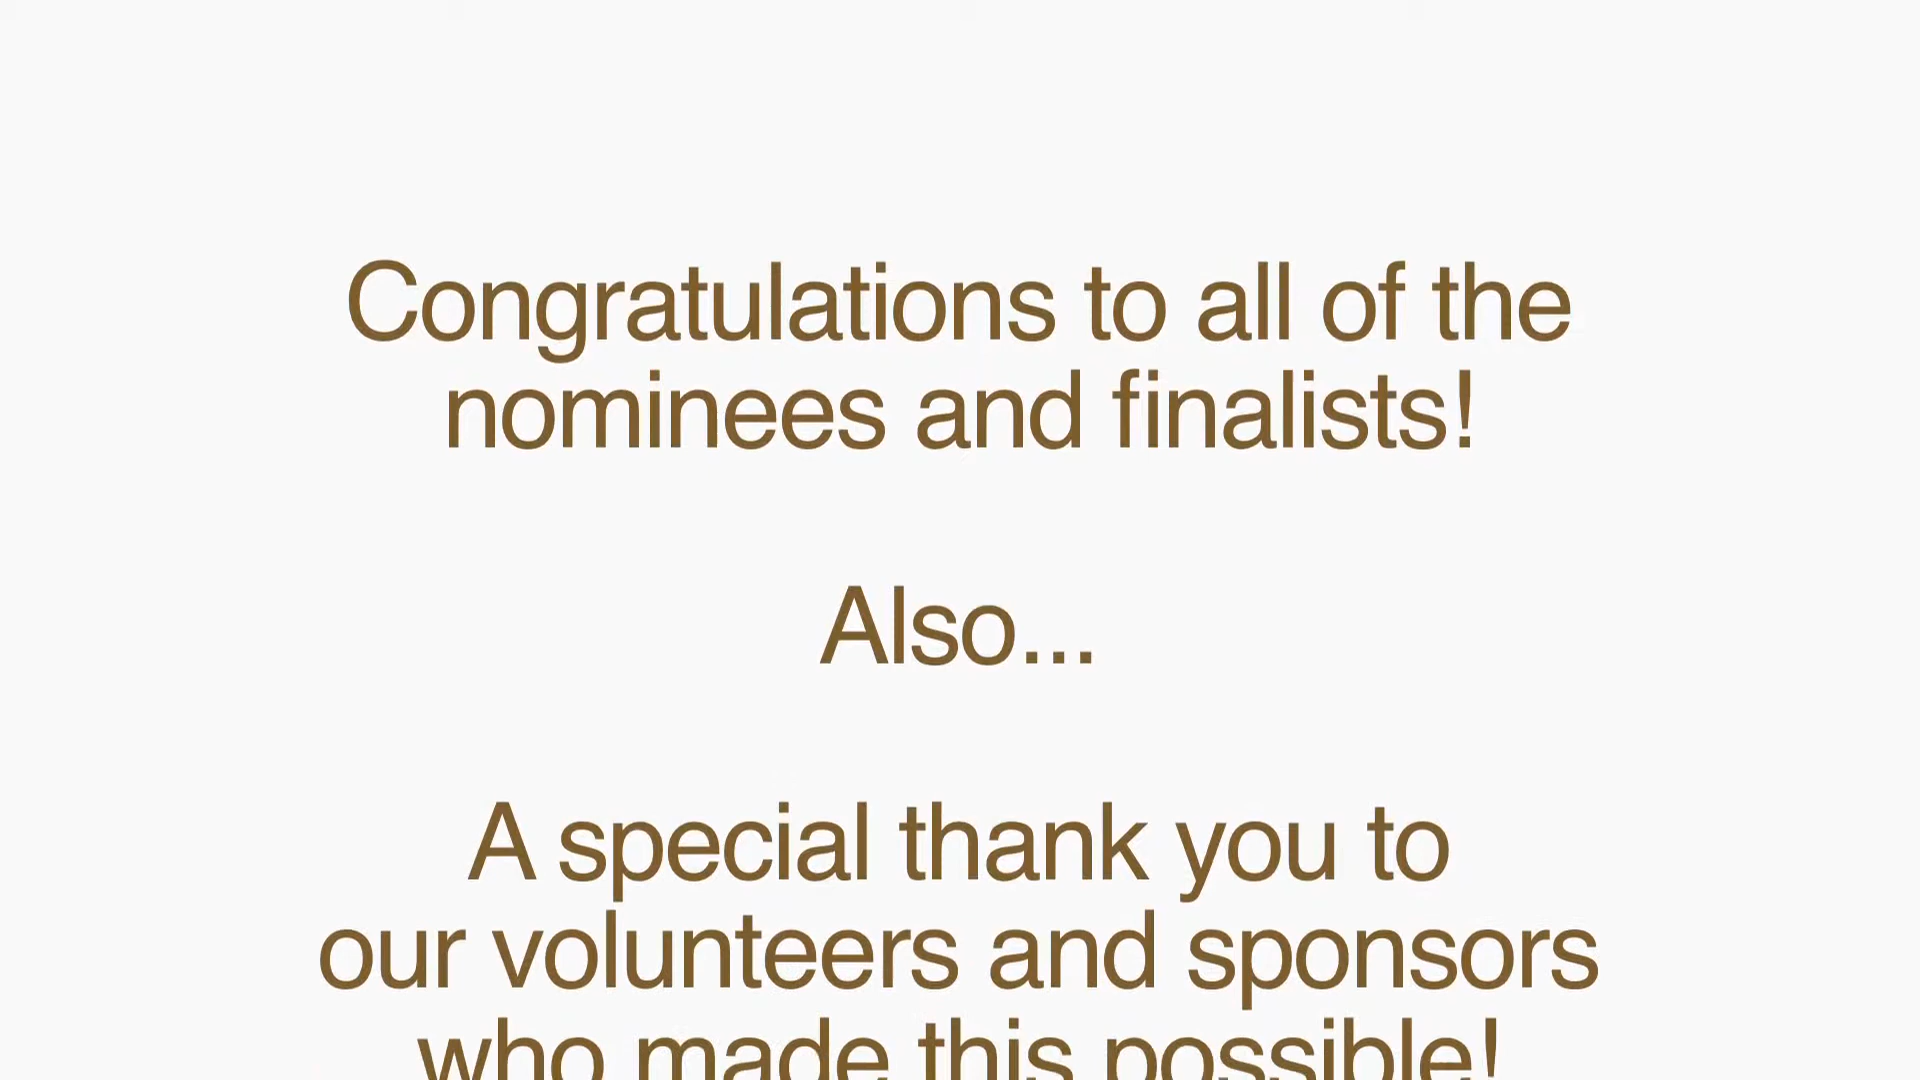 Congratulations to all of the
nominees and finalists!
Also...
A special thank you to
our volunteers and sponsors
who made this possible!